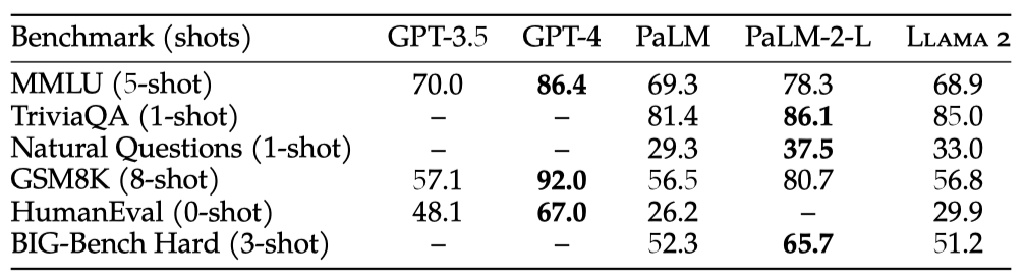 Benchmark (shots) GPT-3.5 GPT-4 PaLM PaLM-2-L LLAMA 2
MMLU (5-shot) 70.0 86.4 69.3 78.3 68.9
TriviaQA (1-shot) – – 81.4 86.1 85.0
Natural Questions (1-shot) – – 29.3 37.5 33.0
GSM8K (8-shot) 57.1 92.0 56.5 80.7 56.8
HumanEval (0-shot) 48.1 67.0 26.2 – 29.9
BIG-Bench Hard (3-shot) – – 52.3 65.7 51.2